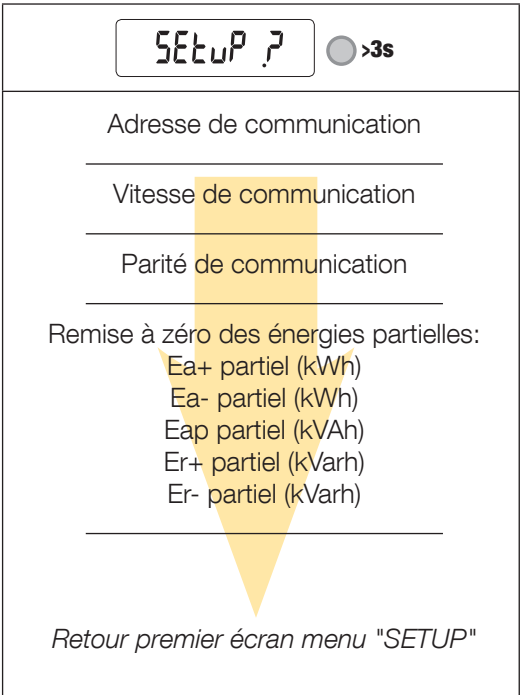 SEtuP ?
>3s
Adresse de communication
Vitesse de communication
Parité de communication
Remise à zéro des énergies partielles:
Ea+ partiel (kWh)
Ea- partiel (kWh)
Eap partiel (kVAh)
Er+ partiel (kVarh)
Er- partiel (kVarh)
Retour premier écran menu "SETUP"